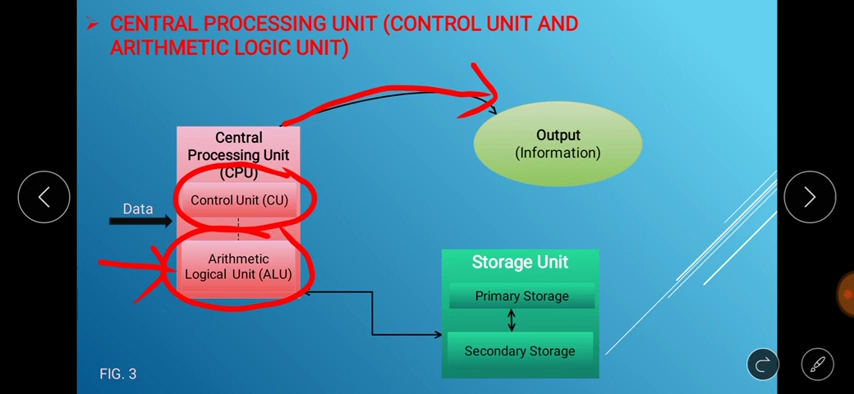 CENTRAL PROCESSING UNIT (CONTROL UNIT AND
ARITHMETIC LOGIC UNIT)
Central
Processing Unit
(CPU)
Control Unit (CU)
Data
Arithmetic
Logical Unit (ALU)
Output
(Information)
Storage Unit
Primary Storage
Secondary Storage
FIG. 3